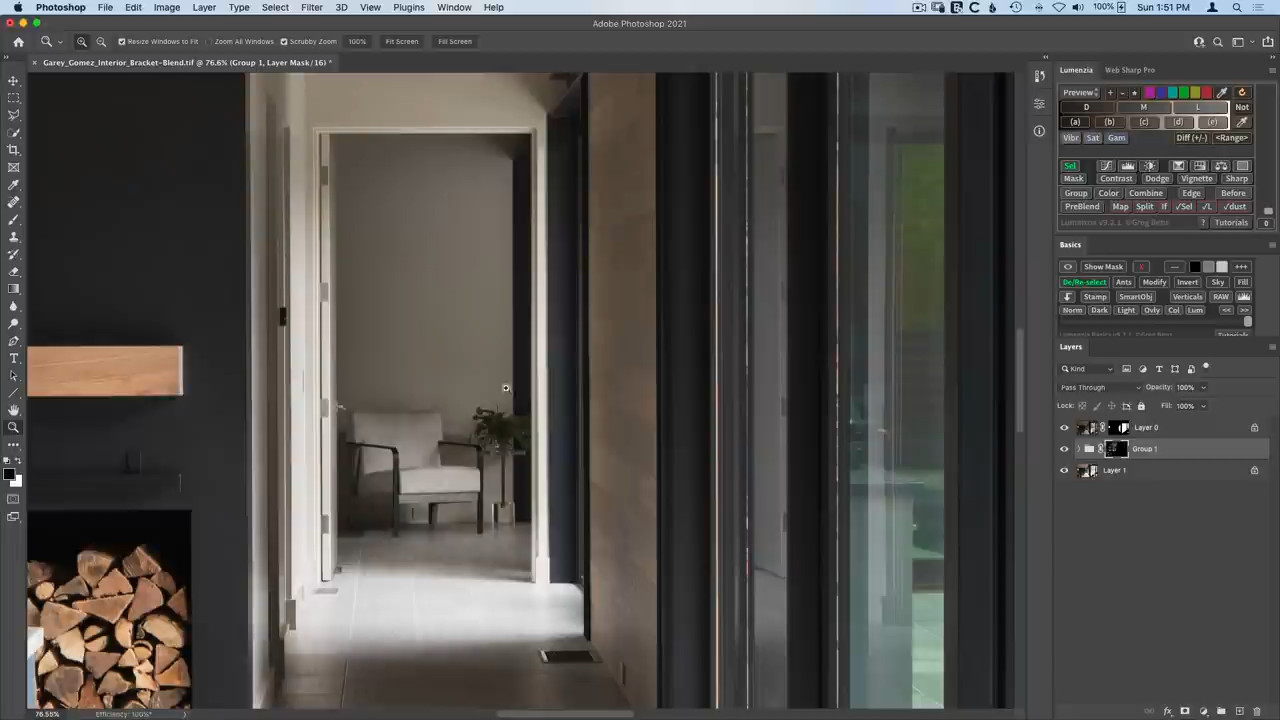 Photoshop File Edit Image Layer Type Select Filter 3D View Plugins Window Help 100% Sun 1:51 PM
Adobe Photoshop 2021
Resize Windows to Fit Zoom All Windows Scrubby Zoom 100% Fit Screen Fill Screen
Garey_Gomez_Interior_Bracket-Blend.tif @ 76.6% (Group 1, Layer Mask/16) *
Lumenzia Web Sharp Pro
Preview + - Not
D M L
(a) (b) (c) (d) (e)
Vibr Sat Gam Diff (+/-) <Range>
Sel
Mask Contrast Dodge Vignette Sharp
Group Color Combine Edge Before
PreBlend Map Split If √Sel √L √dust
? Tutorials 0
Basics
Show Mask X +++
De/Re-select Ants Modify Invert Sky Fill
Stamp SmartObj Verticals RAW
Norm Dark Light Ovly Col Lum << >>
Tutorials
Layers
Kind
Pass Through Opacity: 100%
Lock: Fill: 100%
Layer 0
Group 1
Layer 1
76.56% Efficiency: 100%*